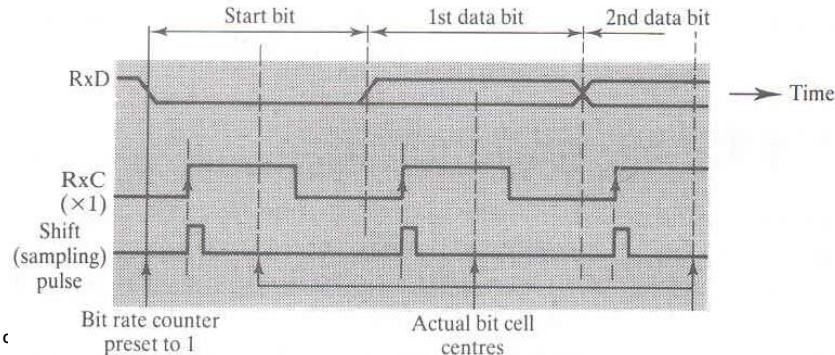 Start bit
1st data bit
2nd data bit
RxD
Time
RxC
(×1)
Shift
(sampling)
pulse
Bit rate counter
preset to 1
Actual bit cell
centres